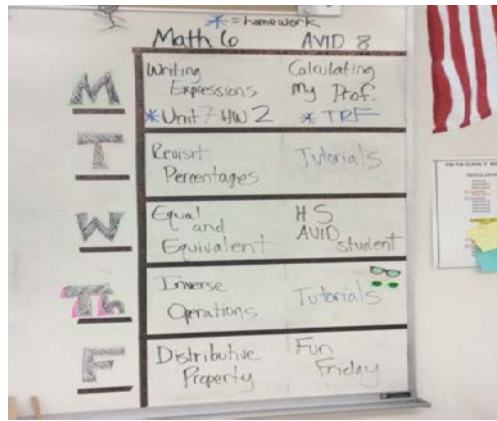 * = homework
Math 6 AVID 8
M
Writing Expressions
* Unit 7 HW 2
Calculating My Prof.
* TRF
T
Revisit Percentages
Tutorials
W
Equal and Equivalent
HS AVID student
Th
Inverse Operations
Tutorials
F
Distributive Property
Fun Friday